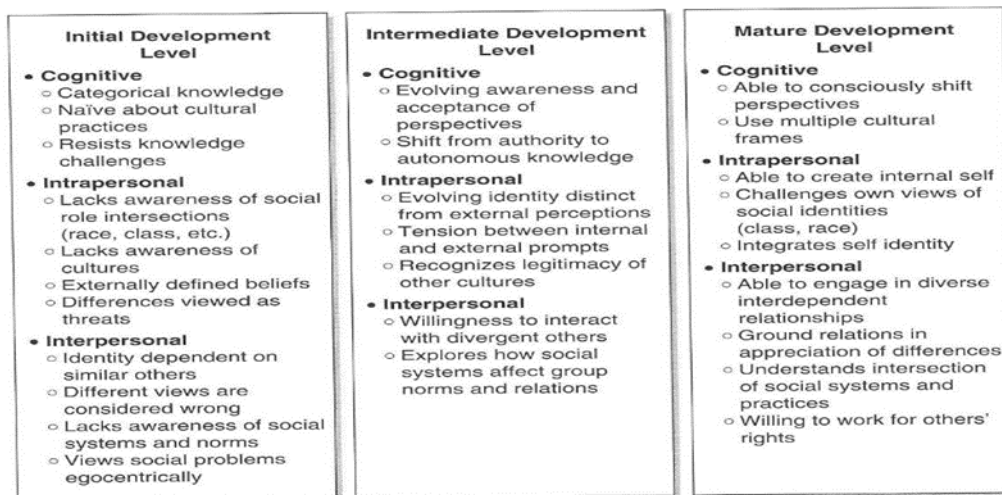 Initial Development
Level
• Cognitive
○ Categorical knowledge
○ Naïve about cultural
practices
○ Resists knowledge
challenges
• Intrapersonal
○ Lacks awareness of social
role intersections
(race, class, etc.)
○ Lacks awareness of
cultures
○ Externally defined beliefs
○ Differences viewed as
threats
• Interpersonal
○ Identity dependent on
similar others
○ Different views are
considered wrong
○ Lacks awareness of social
systems and norms
○ Views social problems
egocentrically
Intermediate Development
Level
• Cognitive
○ Evolving awareness and
acceptance of
perspectives
○ Shift from authority to
autonomous knowledge
• Intrapersonal
○ Evolving identity distinct
from external perceptions
○ Tension between internal
and external prompts
○ Recognizes legitimacy of
other cultures
• Interpersonal
○ Willingness to interact
with divergent others
○ Explores how social
systems affect group
norms and relations
Mature Development
Level
• Cognitive
○ Able to consciously shift
perspectives
○ Use multiple cultural
frames
• Intrapersonal
○ Able to create internal self
○ Challenges own views of
social identities
(class, race)
○ Integrates self identity
• Interpersonal
○ Able to engage in diverse
interdependent
relationships
○ Ground relations in
appreciation of differences
○ Understands intersection
of social systems and
practices
○ Willing to work for others'
rights